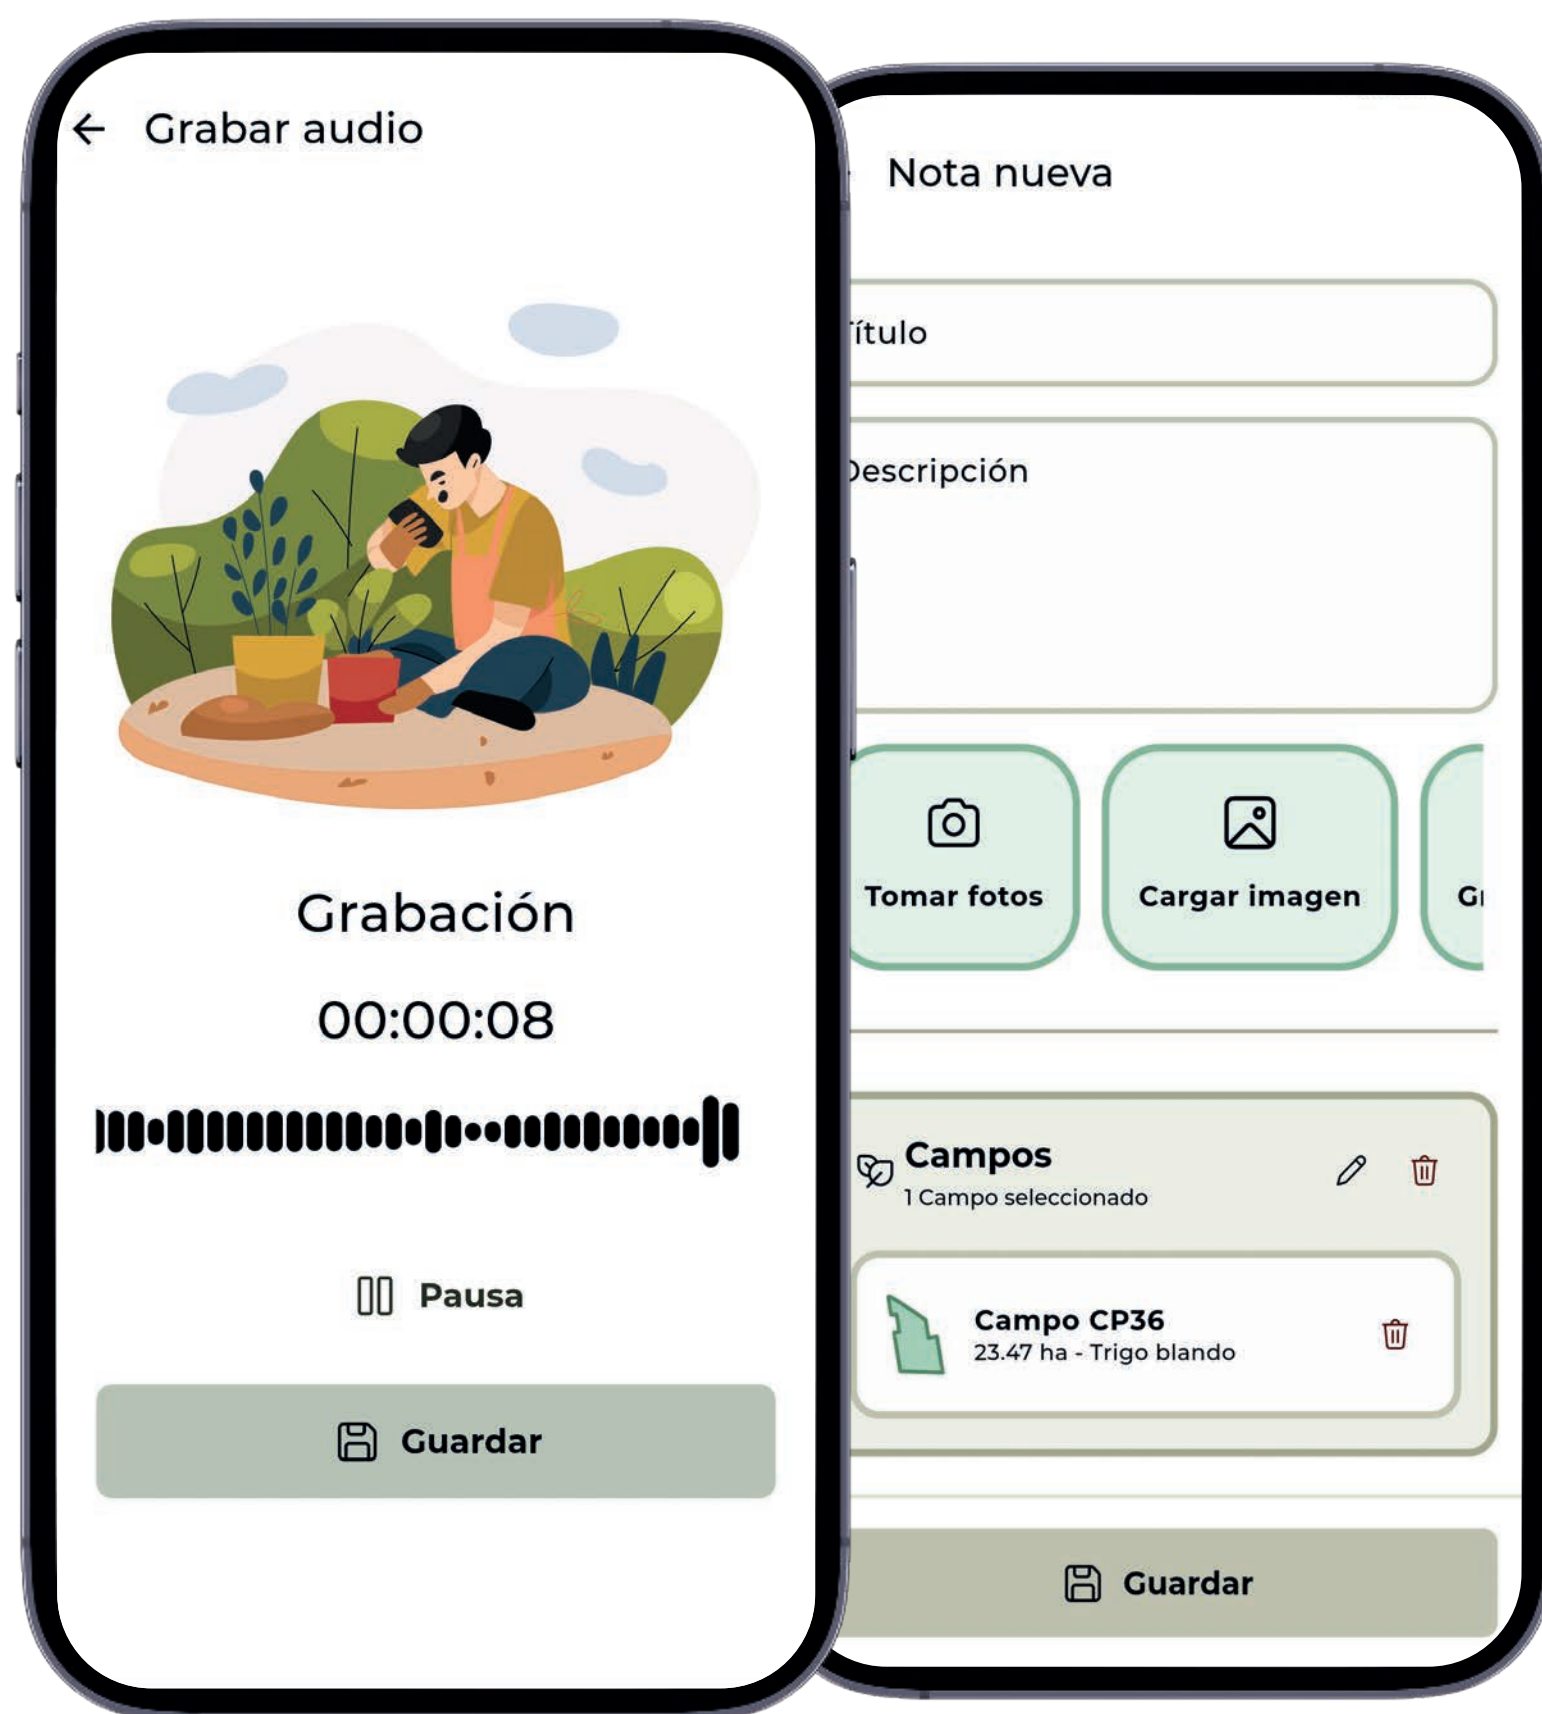 Grabar audio
Grabación
00:00:08
Pausa
Guardar
Nota nueva
ítulo
Descripción
Tomar fotos
Cargar imagen
Campos
1 Campo seleccionado
Campo CP36
23.47 ha - Trigo blando
Guardar